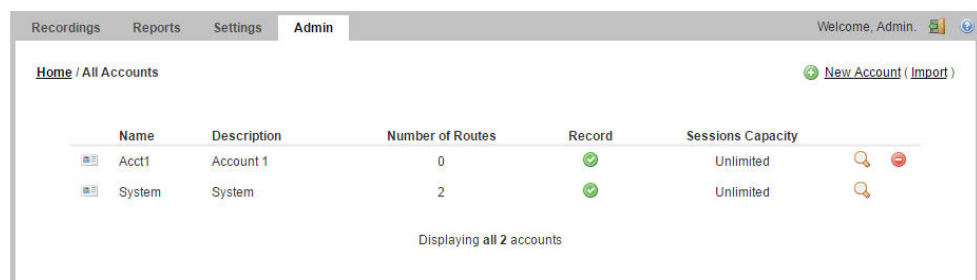 Recordings Reports Settings Admin Welcome, Admin.
Home / All Accounts New Account ( Import )
Name Description Number of Routes Record Sessions Capacity
Acct1 Account 1 0 Unlimited
System System 2 Unlimited
Displaying all 2 accounts